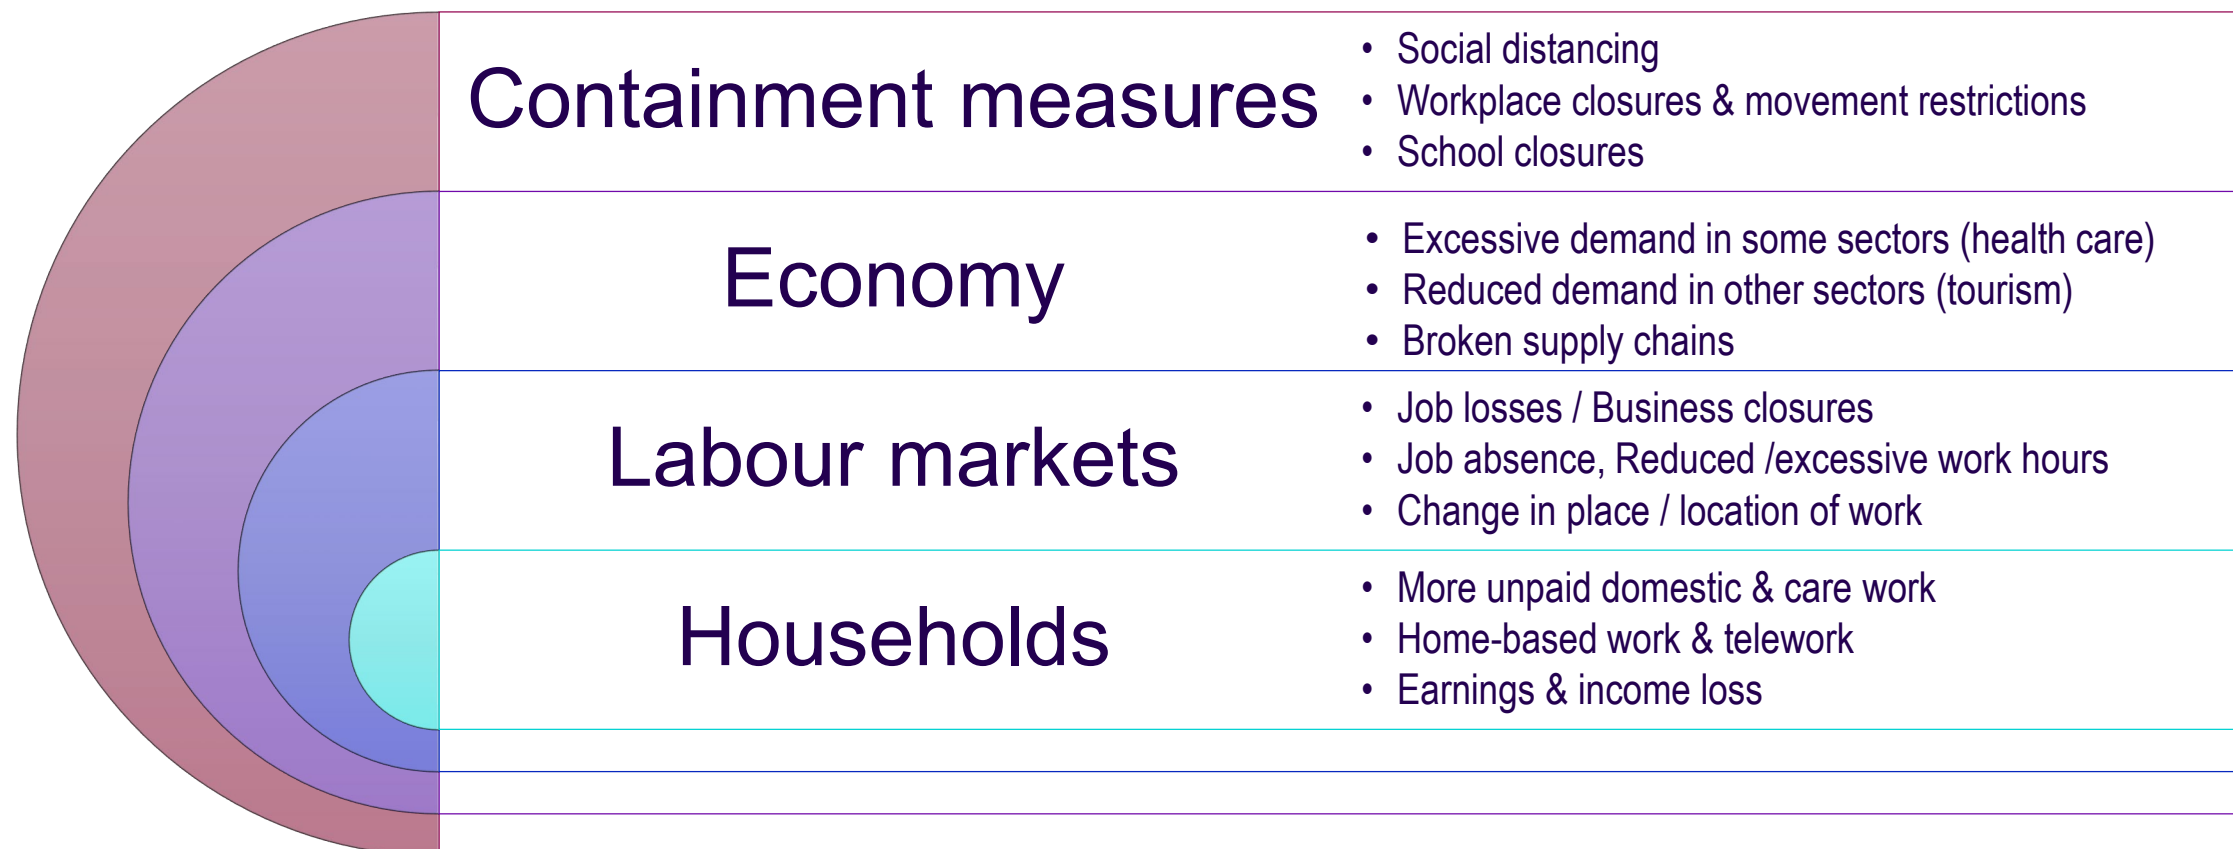 Containment measures
• Social distancing
• Workplace closures & movement restrictions
• School closures
Economy
• Excessive demand in some sectors (health care)
• Reduced demand in other sectors (tourism)
• Broken supply chains
Labour markets
• Job losses / Business closures
• Job absence, Reduced /excessive work hours
• Change in place / location of work
Households
• More unpaid domestic & care work
• Home-based work & telework
• Earnings & income loss